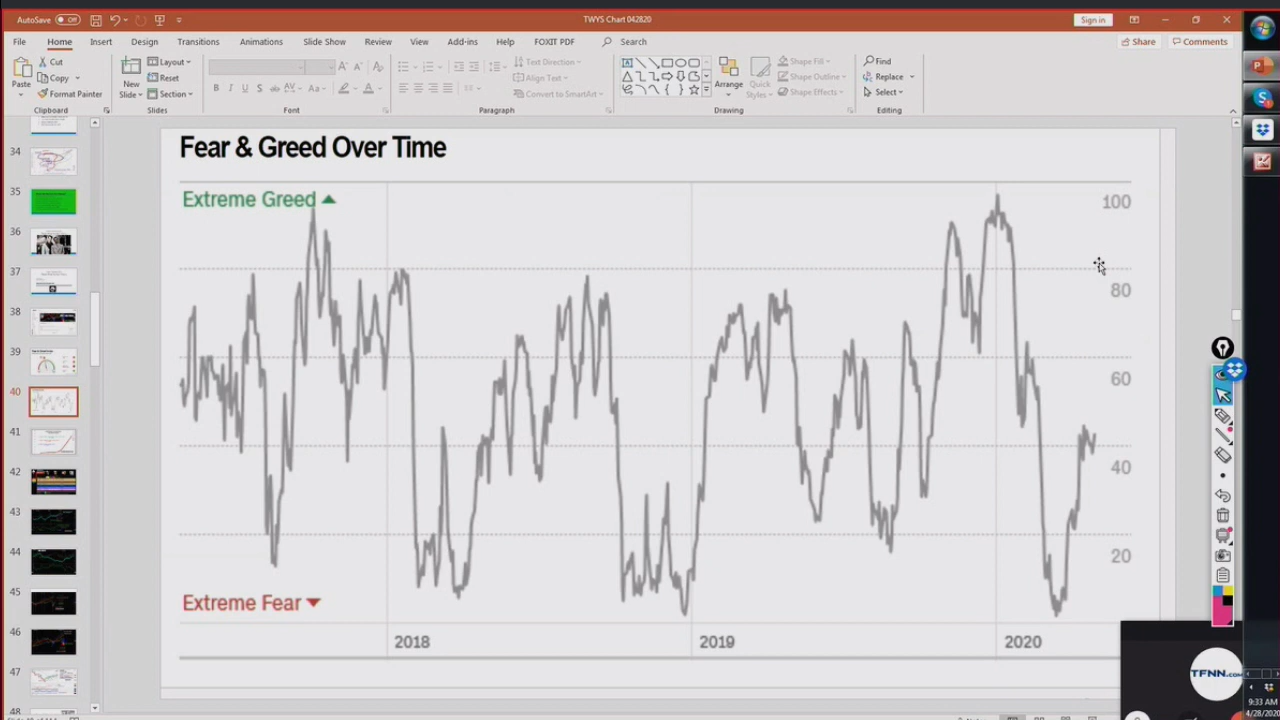 AutoSave Off
TWYS Chart 042820
Sign in
File Home Insert Design Transitions Animations Slide Show Review View Add-ins Help FOXIT PDF Search
Share Comments
Paste
Cut
Copy
Format Painter
Clipboard
New
Slide
Layout
Reset
Section
Slides
Font
Text Direction
Align Text
Convert to SmartArt
Paragraph
Arrange
Quick
Styles
Shape Fill
Shape Outline
Shape Effects
Drawing
Find
Replace
Select
Editing
34
35
36
37
38
39
40
41
42
43
44
45
46
47
48
Fear & Greed Over Time
Extreme Greed
100
80
60
40
20
Extreme Fear
2018 2019 2020
TFNN.COM
9:33 AM
4/28/2020